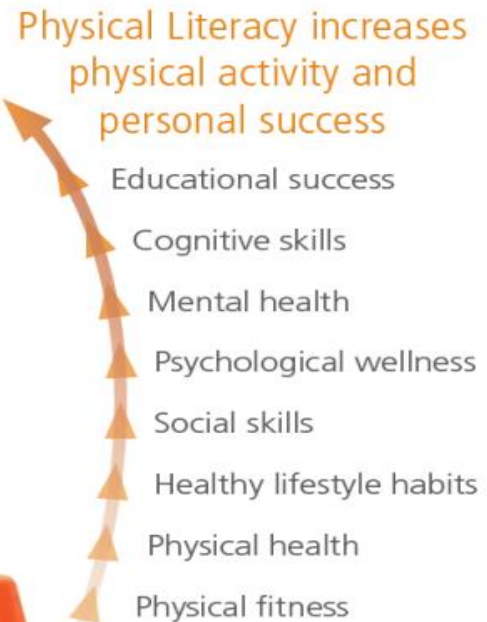 Physical Literacy increases
physical activity and
personal success
Educational success
Cognitive skills
Mental health
Psychological wellness
Social skills
Healthy lifestyle habits
Physical health
Physical fitness